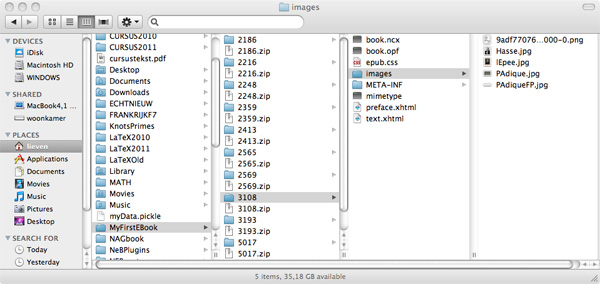 images
DEVICES
iDisk
Macintosh HD
WINDOWS
SHARED
MacBook4,1 ...
woonkamer
PLACES
lieven
Applications
Documents
Movies
Music
Pictures
Desktop
SEARCH FOR
Today
Yesterday
CURSUS2010
CURSUS2011
cursustekst.pdf
Desktop
Documents
Downloads
ECHTNIEUW
FRANKRIJKF7
KnotsPrimes
LaTeX2010
LaTeX2011
LaTeXOld
Library
MATH
Movies
Music
myData.pickle
MyFirstEBook
NAGbook
NeBPlugins
2186
2186.zip
2216
2216.zip
2248
2248.zip
2359
2359.zip
2413
2413.zip
2565
2565.zip
2569
2569.zip
3108
3108.zip
3193
3193.zip
5017
5017.zip
book.ncx
book.opf
epub.css
images
META-INF
mimetype
preface.xhtml
text.xhtml
9adf77076...000-0.png
Hasse.jpg
lEpee.jpg
PAdique.jpg
PAdiqueFP.jpg
5 items, 35,18 GB available